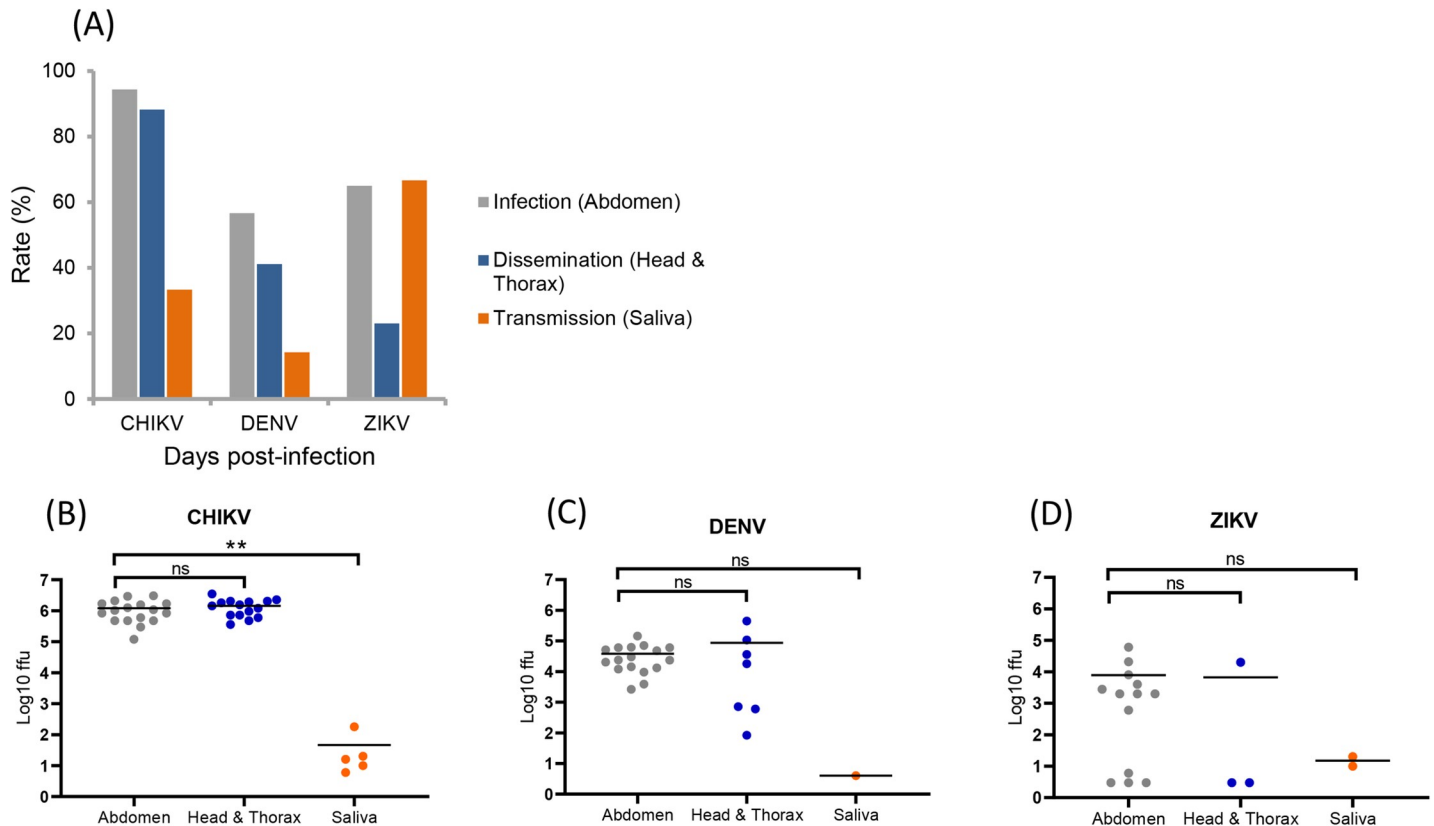 (A)
100
80
60
40
20
0
Rate (%)
CHIKV DENV ZIKV
Days post-infection
Infection (Abdomen)
Dissemination (Head &
Thorax)
Transmission (Saliva)
(B)
CHIKV
**
ns
7
6
5
4
3
2
1
0
Log10 ffu
Abdomen Head & Thorax Saliva
(C)
DENV
ns
ns
7
6
5
4
3
2
1
0
Log10 ffu
Abdomen Head & Thorax Saliva
(D)
ZIKV
ns
ns
7
6
5
4
3
2
1
0
Log10 ffu
Abdomen Head & Thorax Saliva